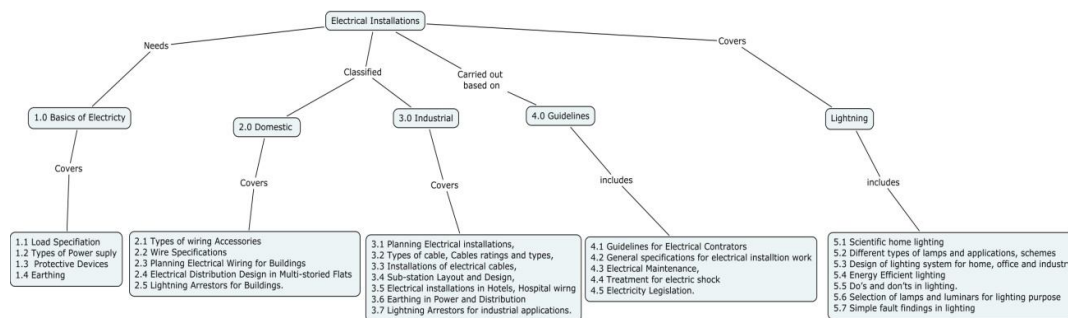 Electrical Installations
Needs
Classified
Carried out
based on
Covers
1.0 Basics of Electricty
2.0 Domestic
3.0 Industrial
4.0 Guidelines
Lightning
Covers
Covers
Covers
includes
includes
1.1 Load Specifiation
1.2 Types of Power suply
1.3 Protective Devices
1.4 Earthing
2.1 Types of wiring Accessories
2.2 Wire Specifications
2.3 Planning Electrical Wiring for Buildings
2.4 Electrical Distribution Design in Multi-storied Flats
2.5 Lightning Arrestors for Buildings.
3.1 Planning Electrical installations,
3.2 Types of cable, Cables ratings and types,
3.3 Installations of electrical cables,
3.4 Sub-station Layout and Design,
3.5 Electrical installations in Hotels, Hospital wirng
3.6 Earthing in Power and Distribution
3.7 Lightning Arrestors for industrial applications.
4.1 Guidelines for Electrical Contrators
4.2 General specifications for electrical installtion work
4.3 Electrical Maintenance,
4.4 Treatment for electric shock
4.5 Electricity Legislation.
5.1 Scientific home lighting
5.2 Different types of lamps and applications, schemes
5.3 Design of lighting system for home, office and industr
5.4 Energy Efficient lighting
5.5 Do's and don'ts in lighting.
5.6 Selection of lamps and luminars for lighting purpose
5.7 Simple fault findings in lighting